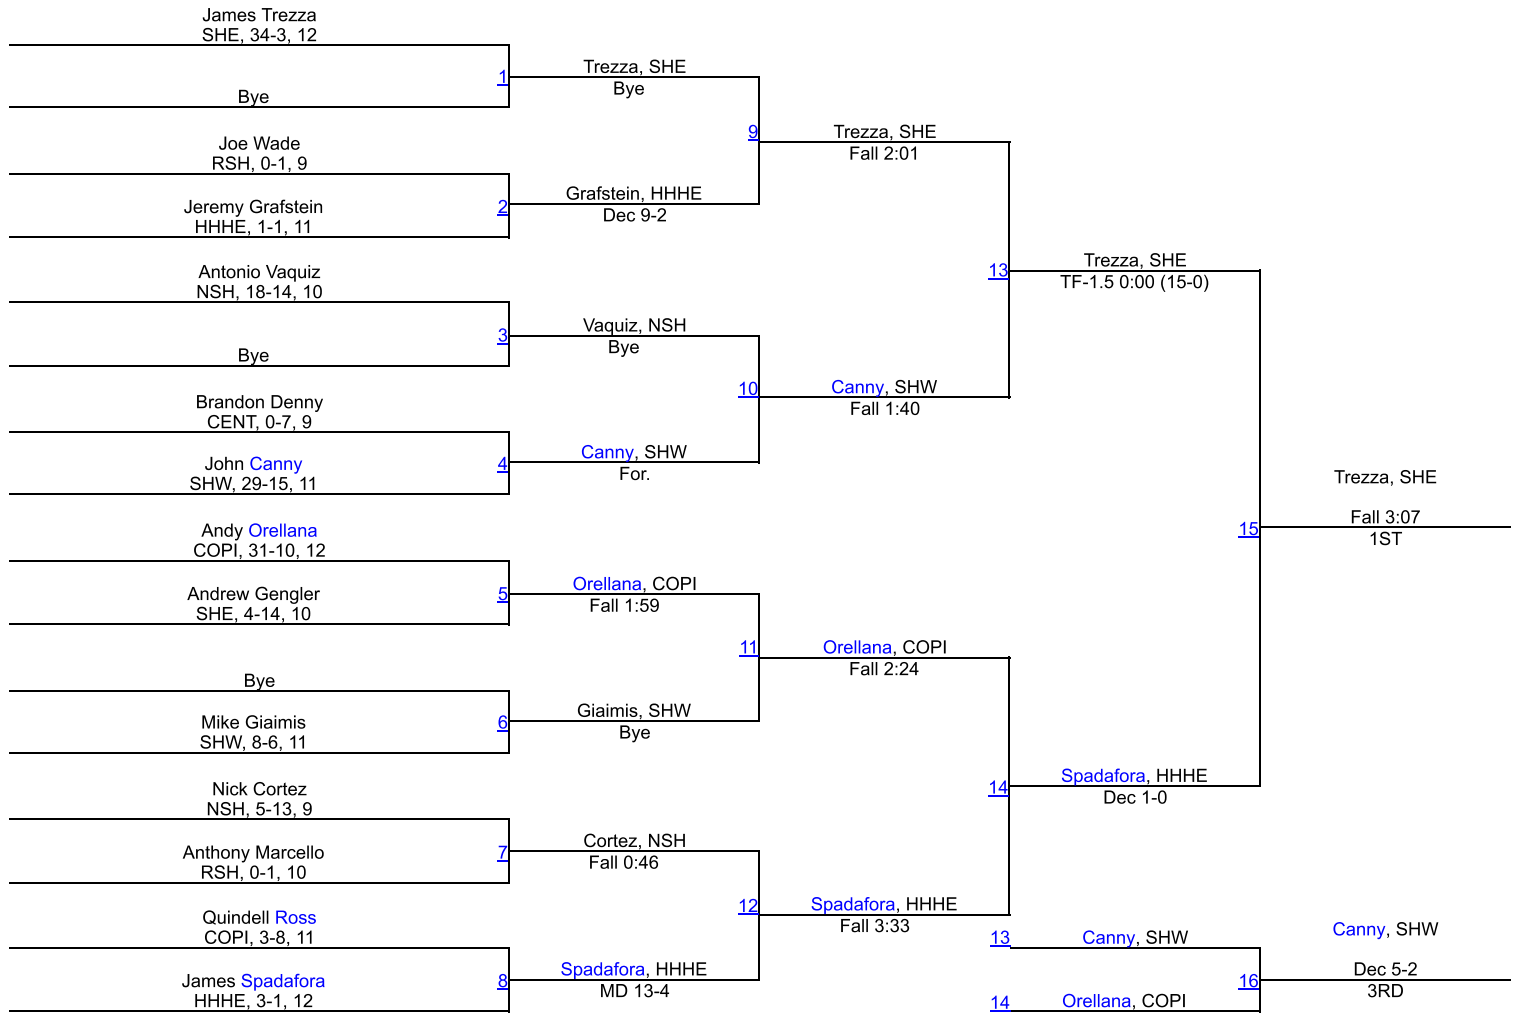 James Trezza
SHE, 34-3, 12
1
Bye
Joe Wade
RSH, 0-1, 9
2
Jeremy Grafstein
HHHE, 1-1, 11
Antonio Vaquiz
NSH, 18-14, 10
3
Bye
Brandon Denny
CENT, 0-7, 9
4
John Canny
SHW, 29-15, 11
Andy Orellana
COPI, 31-10, 12
5
Andrew Gengler
SHE, 4-14, 10
Bye
6
Mike Giaimis
SHW, 8-6, 11
Nick Cortez
NSH, 5-13, 9
7
Anthony Marcello
RSH, 0-1, 10
Quindell Ross
COPI, 3-8, 11
8
James Spadafora
HHHE, 3-1, 12
Trezza, SHE
Bye
9
Grafstein, HHHE
Dec 9-2
Vaquiz, NSH
Bye
10
Canny, SHW
For.
Orellana, COPI
Fall 1:59
11
Giaimis, SHW
Bye
Cortez, NSH
Fall 0:46
12
Spadafora, HHHE
MD 13-4
Trezza, SHE
Fall 2:01
13
Canny, SHW
Fall 1:40
Orellana, COPI
Fall 2:24
14
Spadafora, HHHE
Fall 3:33
Trezza, SHE
TF-1.5 0:00 (15-0)
15
Spadafora, HHHE
Dec 1-0
Trezza, SHE
Fall 3:07
1ST
13
Canny, SHW
16
14
Orellana, COPI
Canny, SHW
Dec 5-2
3RD